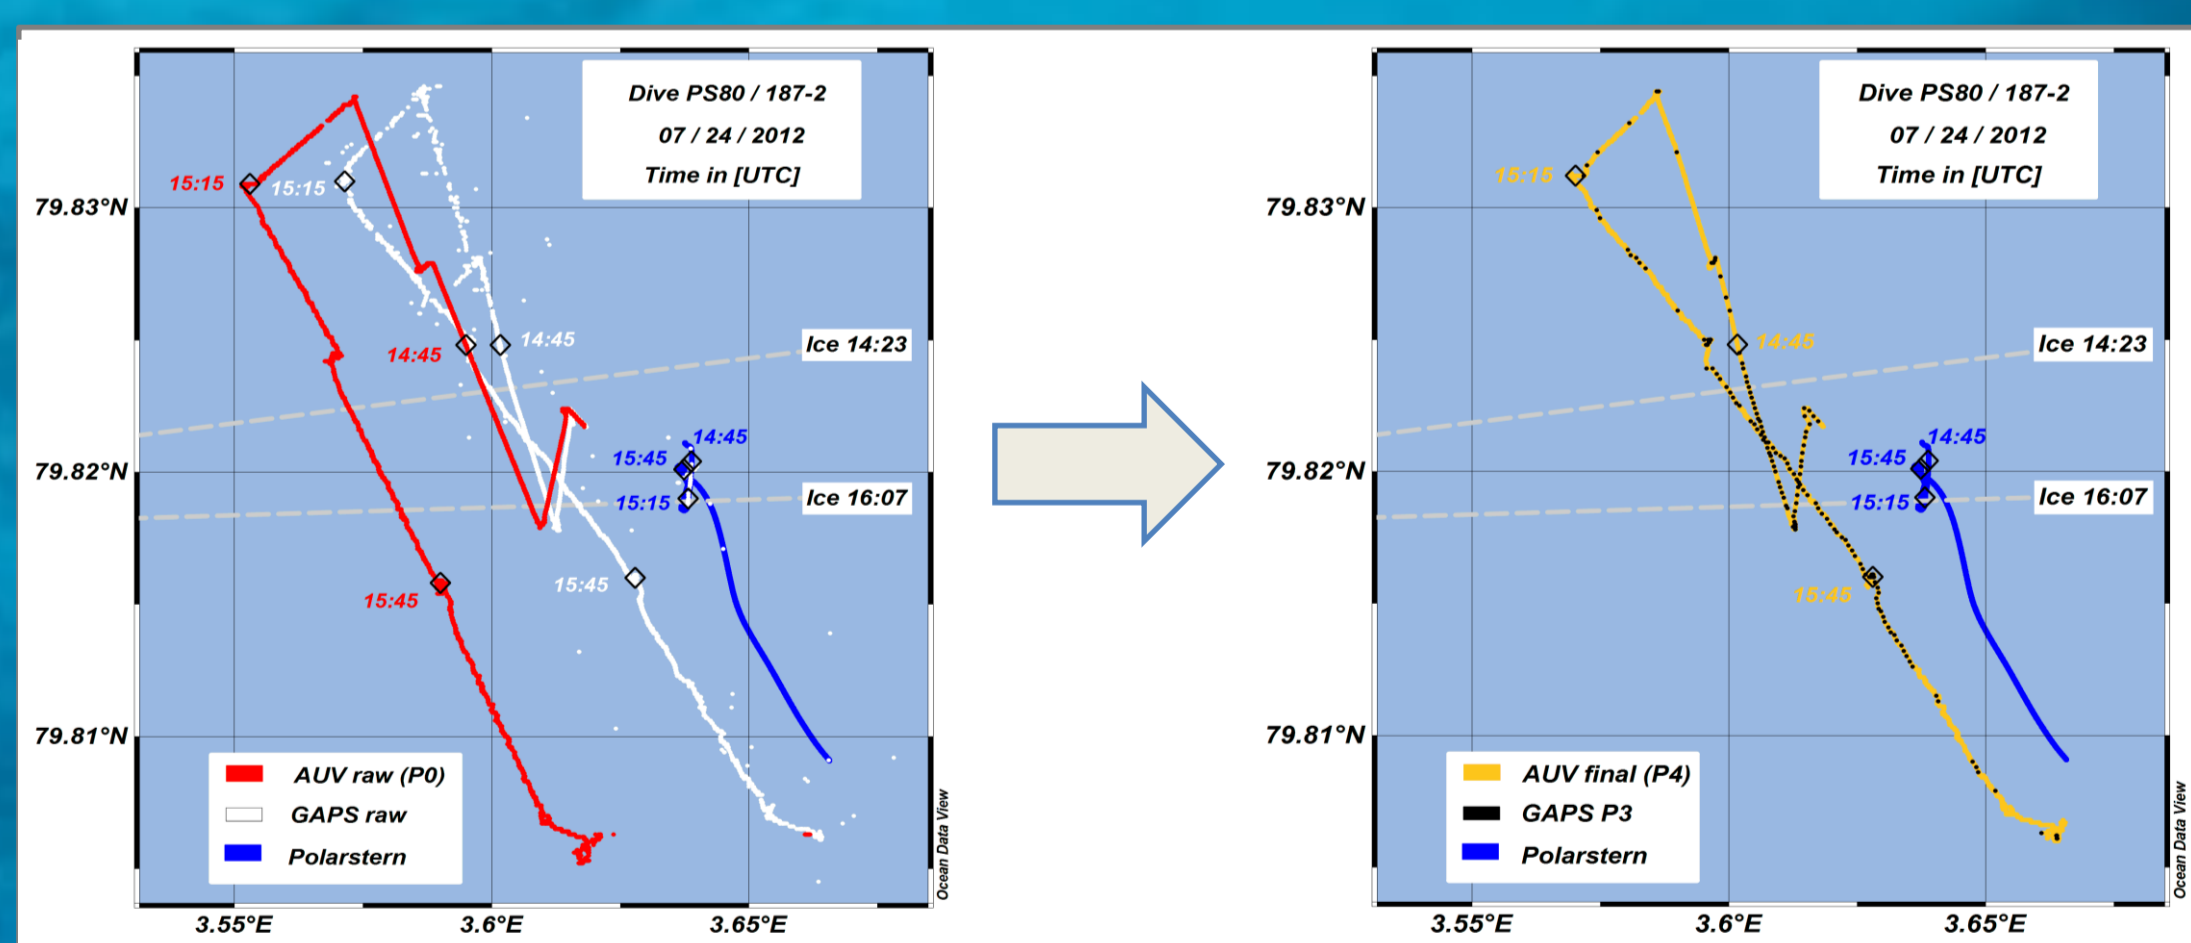 Dive PS80 / 187-2
07 / 24 / 2012
Time in [UTC]
15:15
15:15
79.83°N
14:45
14:45
Ice 14:23
14:45
15:45
79.82°N
15:15
Ice 16:07
15:45
15:45
79.81°N
AUV raw (P0)
GAPS raw
Polarstern
Ocean Data View
3.55°E
3.6°E
3.65°E
Dive PS80 / 187-2
07 / 24 / 2012
Time in [UTC]
15:15
79.83°N
14:45
Ice 14:23
14:45
15:45
79.82°N
15:15
Ice 16:07
15:45
79.81°N
AUV final (P4)
GAPS P3
Polarstern
Ocean Data View
3.55°E
3.6°E
3.65°E